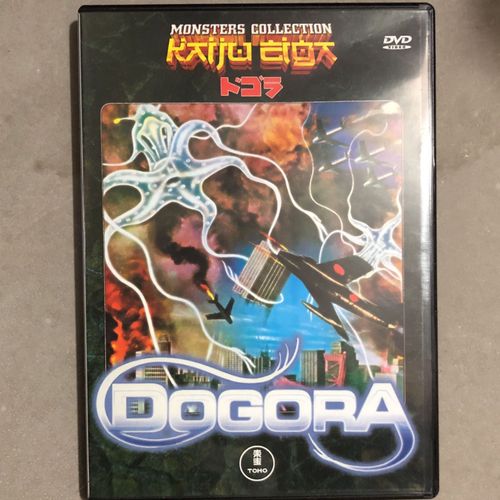 MONSTERS COLLECTION
DVD
VIDEO
KAIJU EIGA
ドゴラ
DOGORA
東宝
TOHO